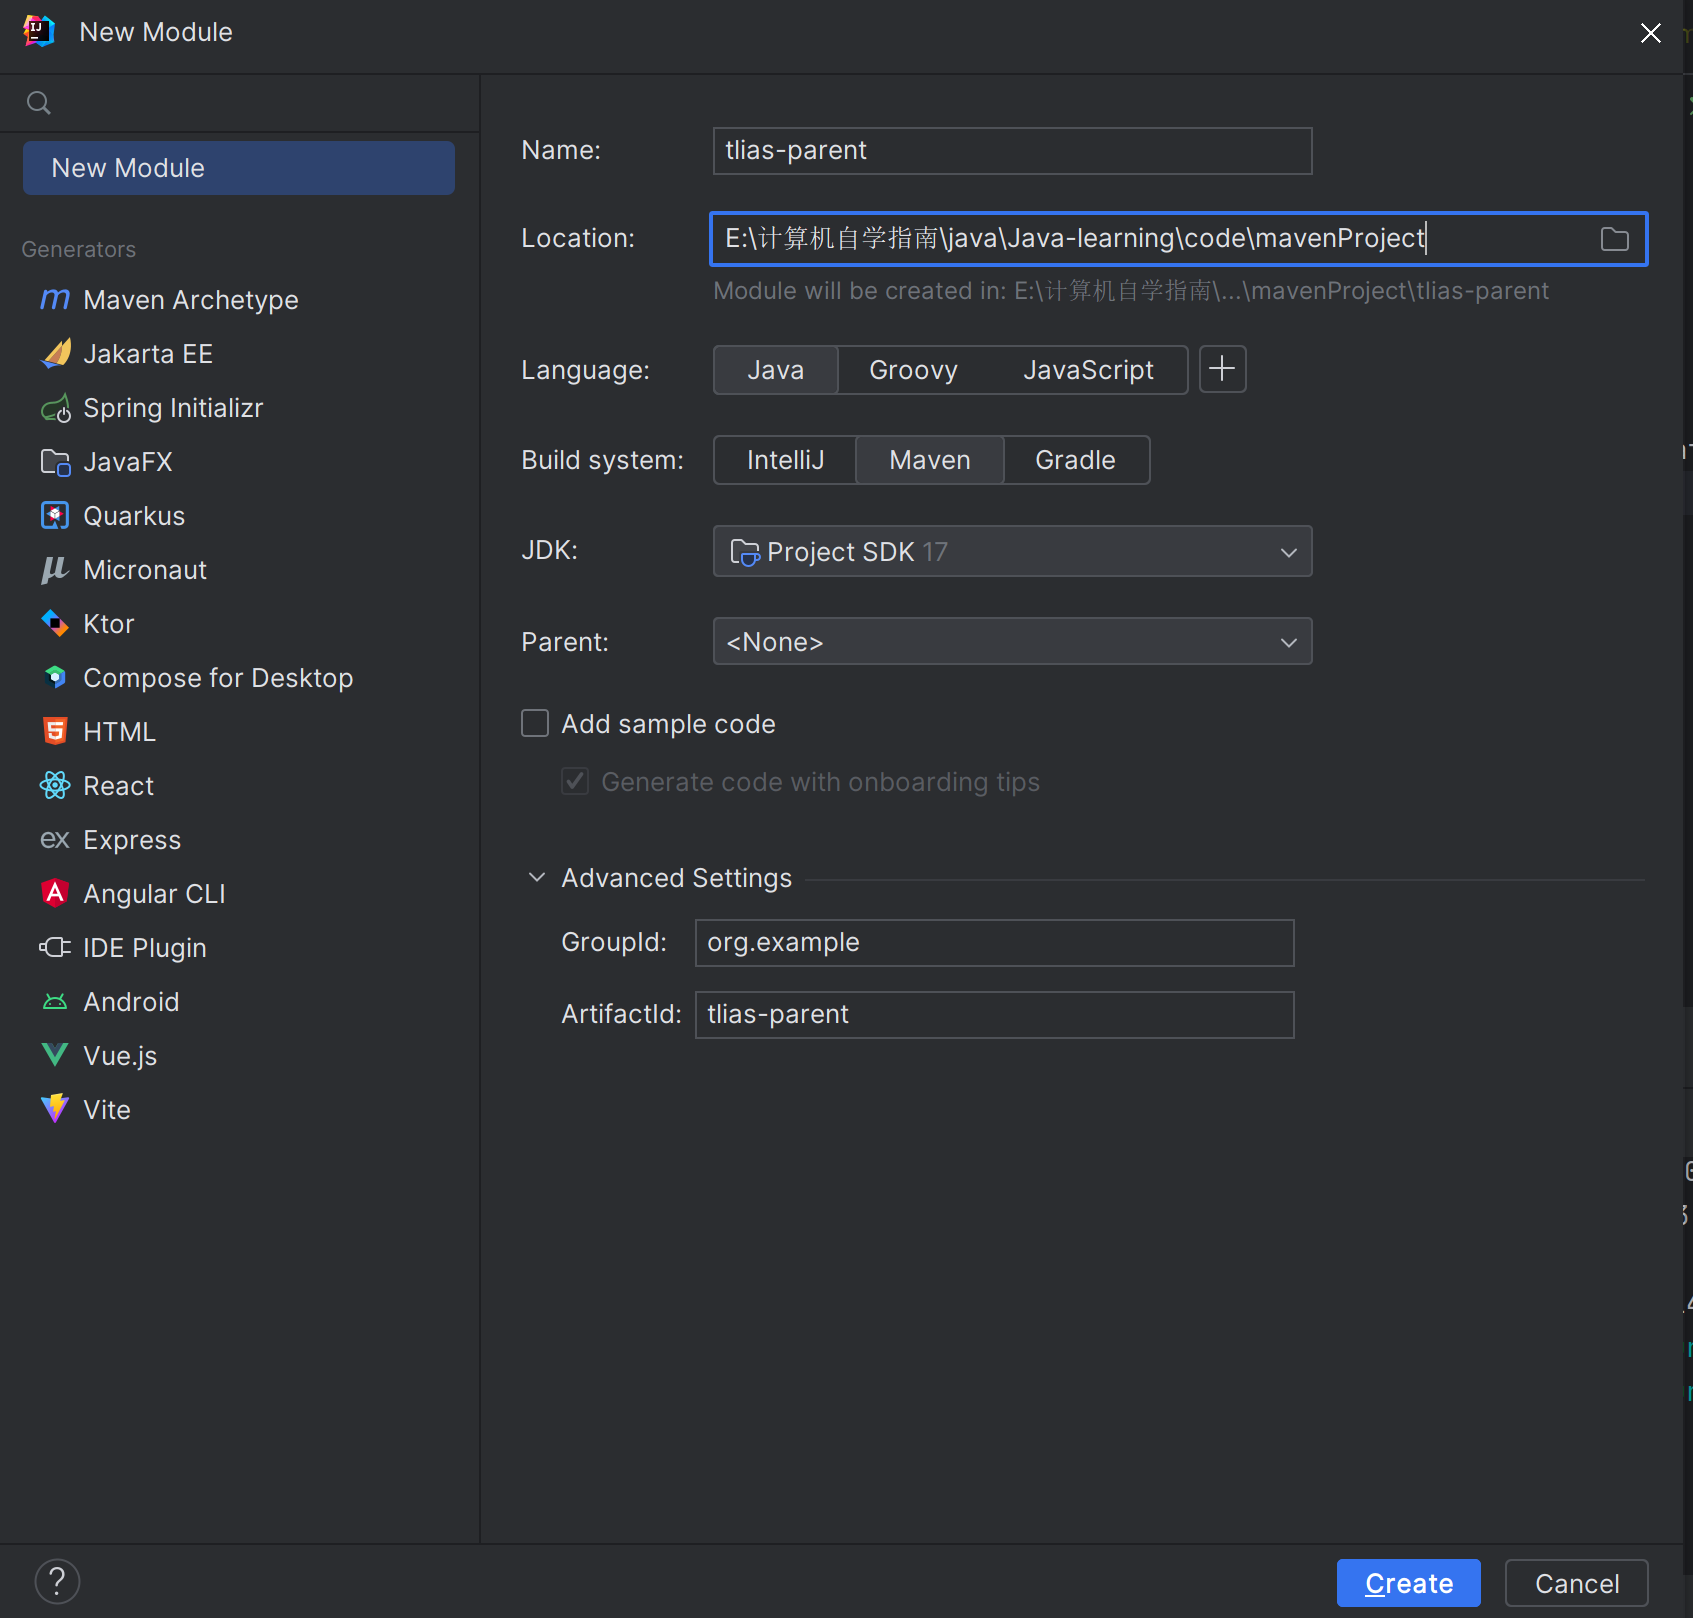 New Module
New Module
Generators
Maven Archetype
Jakarta EE
Spring Initializr
JavaFX
Quarkus
Micronaut
Ktor
Compose for Desktop
HTML
React
Express
Angular CLI
IDE Plugin
Android
Vue.js
Vite
Name: tlias-parent
Location: E:\计算机自学指南\java\Java-learning\code\mavenProject
Module will be created in: E:\计算机自学指南\...\mavenProject\tlias-parent
Language: Java Groovy JavaScript
Build system: IntelliJ Maven Gradle
JDK: Project SDK 17
Parent: <None>
Add sample code
Generate code with onboarding tips
Advanced Settings
GroupId: org.example
ArtifactId: tlias-parent
? Create Cancel